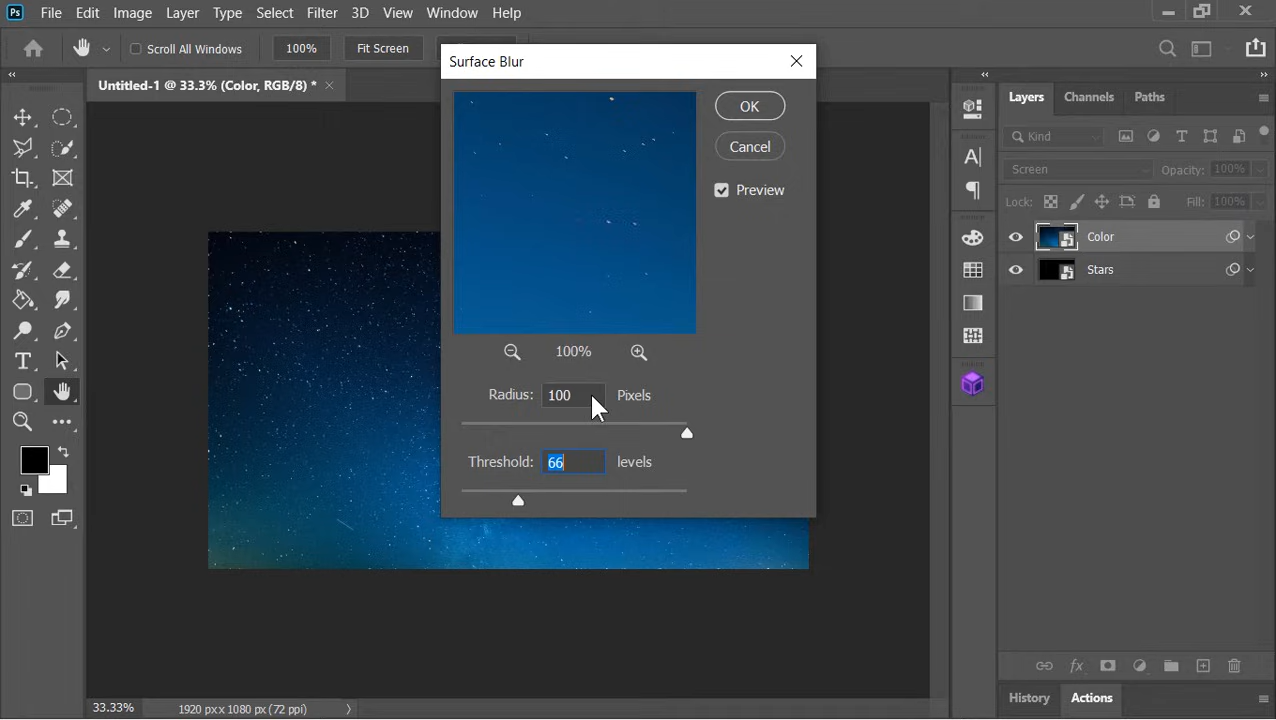 Ps File Edit Image Layer Type Select Filter 3D View Window Help
Scroll All Windows 100% Fit Screen
Untitled-1 @ 33.3% (Color, RGB/8) *
Surface Blur
OK
Cancel
Preview
100%
Radius: 100 Pixels
Threshold: 66 levels
Layers Channels Paths
Kind
Screen Opacity: 100%
Lock: Fill: 100%
Color
Stars
History Actions
33.33% 1920 px x 1080 px (72 ppi)